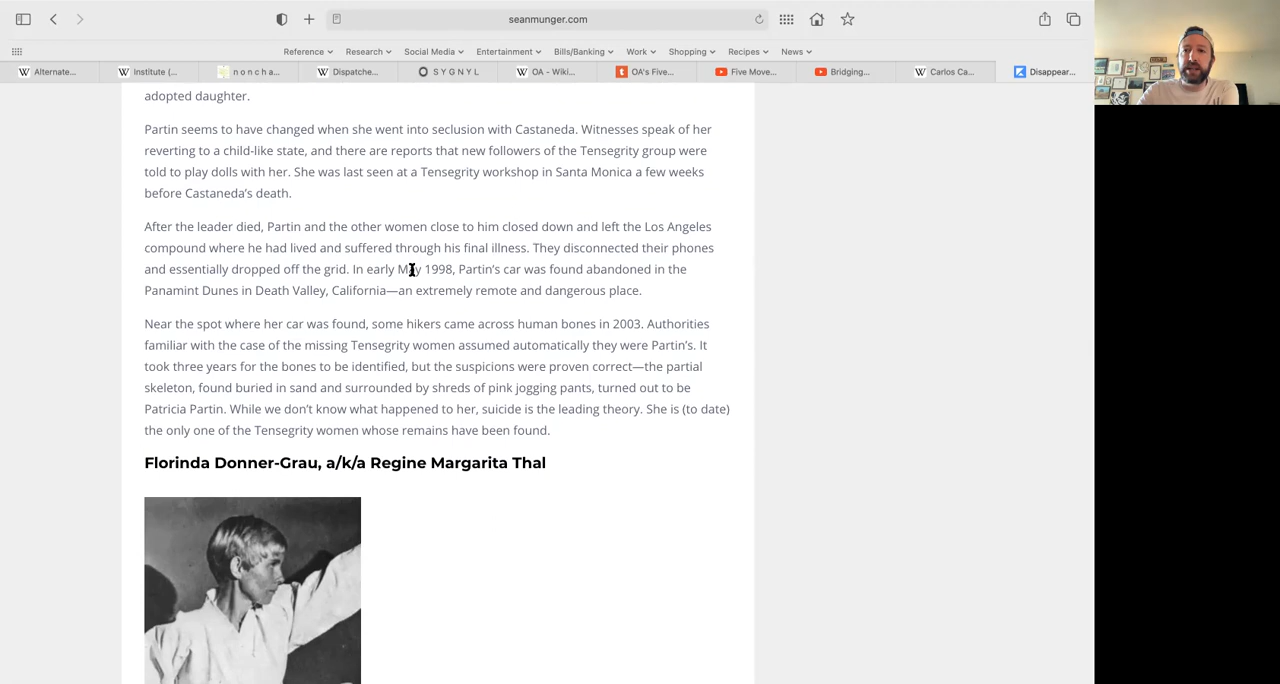 seanmunger.com
Reference Research Social Media Entertainment Bills/Banking Work Shopping Recipes News
Alternate... Institute (... n o n c h a... Dispatche... S Y G N Y L OA - Wiki... OA's Five... Five Move... Bridging... Carlos Ca... Disappear...
adopted daughter.
Partin seems to have changed when she went into seclusion with Castaneda. Witnesses speak of her
reverting to a child-like state, and there are reports that new followers of the Tensegrity group were
told to play dolls with her. She was last seen at a Tensegrity workshop in Santa Monica a few weeks
before Castaneda's death.
After the leader died, Partin and the other women close to him closed down and left the Los Angeles
compound where he had lived and suffered through his final illness. They disconnected their phones
and essentially dropped off the grid. In early May 1998, Partin's car was found abandoned in the
Panamint Dunes in Death Valley, California—an extremely remote and dangerous place.
Near the spot where her car was found, some hikers came across human bones in 2003. Authorities
familiar with the case of the missing Tensegrity women assumed automatically they were Partin's. It
took three years for the bones to be identified, but the suspicions were proven correct—the partial
skeleton, found buried in sand and surrounded by shreds of pink jogging pants, turned out to be
Patricia Partin. While we don't know what happened to her, suicide is the leading theory. She is (to date)
the only one of the Tensegrity women whose remains have been found.
Florinda Donner-Grau, a/k/a Regine Margarita Thal